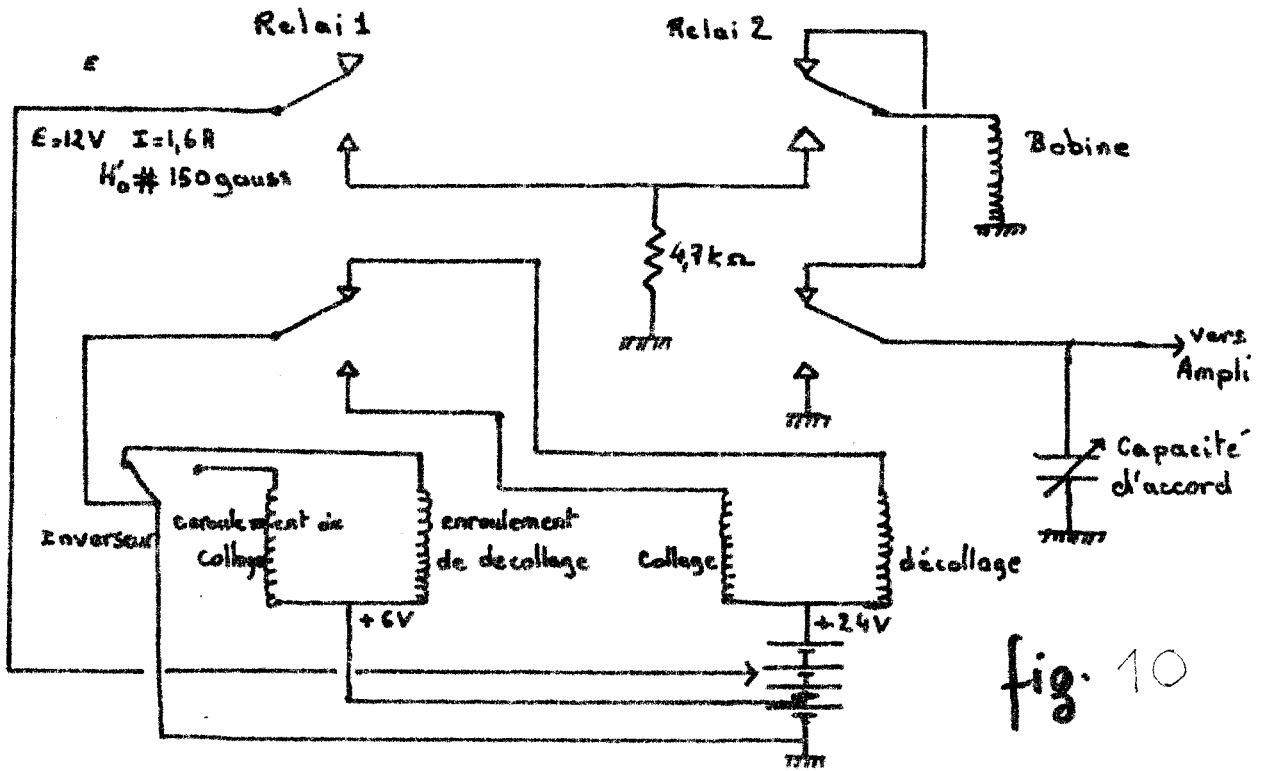 Relai 1
Relai 2
E
E=12V I=1,6A
H'o # 150 gauss
Bobine
4,7kΩ
vers
Ampli
Capacité
d'accord
Inverseur
enroulement de
collage
enroulement
de decollage
Collage
décollage
+6V
+24V
fig. 10